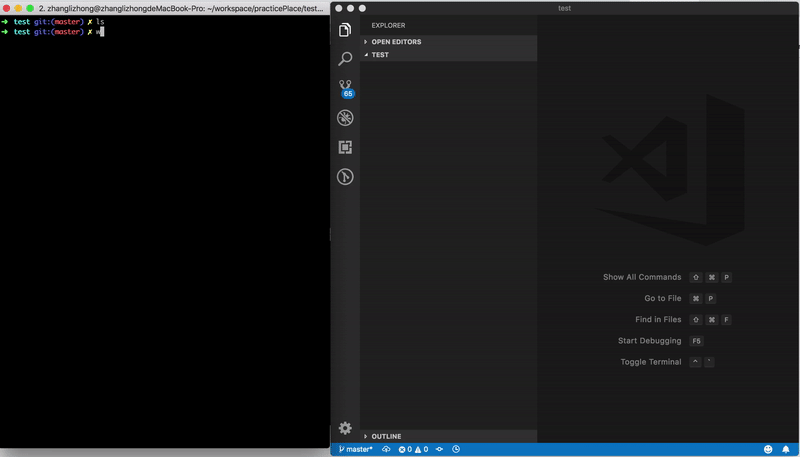 2. zhanglizhong@zhanglizhongdeMacBook-Pro: ~/workspace/practicePlace/test...
➜ test git:(master) ✗ ls
➜ test git:(master) ✗ w
test
EXPLORER
OPEN EDITORS
TEST
65
Show All Commands ⇧ ⌘ P
Go to File ⌘ P
Find in Files ⇧ ⌘ F
Start Debugging F5
Toggle Terminal ^ `
OUTLINE
master* 0 0